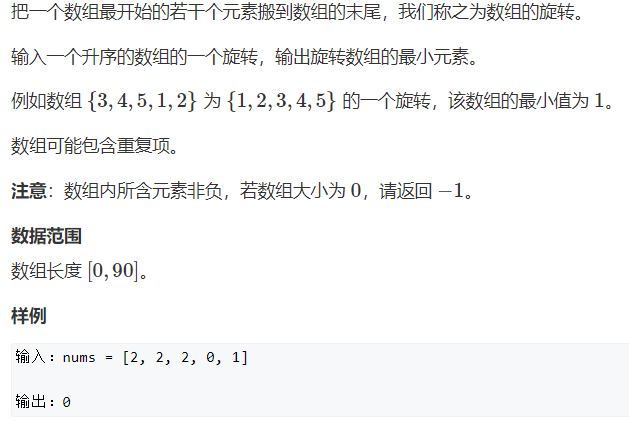 把一个数组最开始的若干个元素搬到数组的末尾，我们称之为数组的旋转。
输入一个升序的数组的一个旋转，输出旋转数组的最小元素。
例如数组 {3, 4, 5, 1, 2} 为 {1, 2, 3, 4, 5} 的一个旋转，该数组的最小值为 1。
数组可能包含重复项。
注意：数组内所含元素非负，若数组大小为 0，请返回 −1。
数据范围
数组长度 [0, 90]。
样例
输入：nums = [2, 2, 2, 0, 1]
输出：0